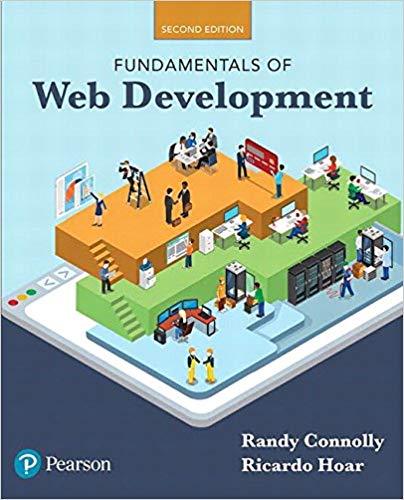 SECOND EDITION
FUNDAMENTALS OF
Web Development
Randy Connolly
Ricardo Hoar
P Pearson